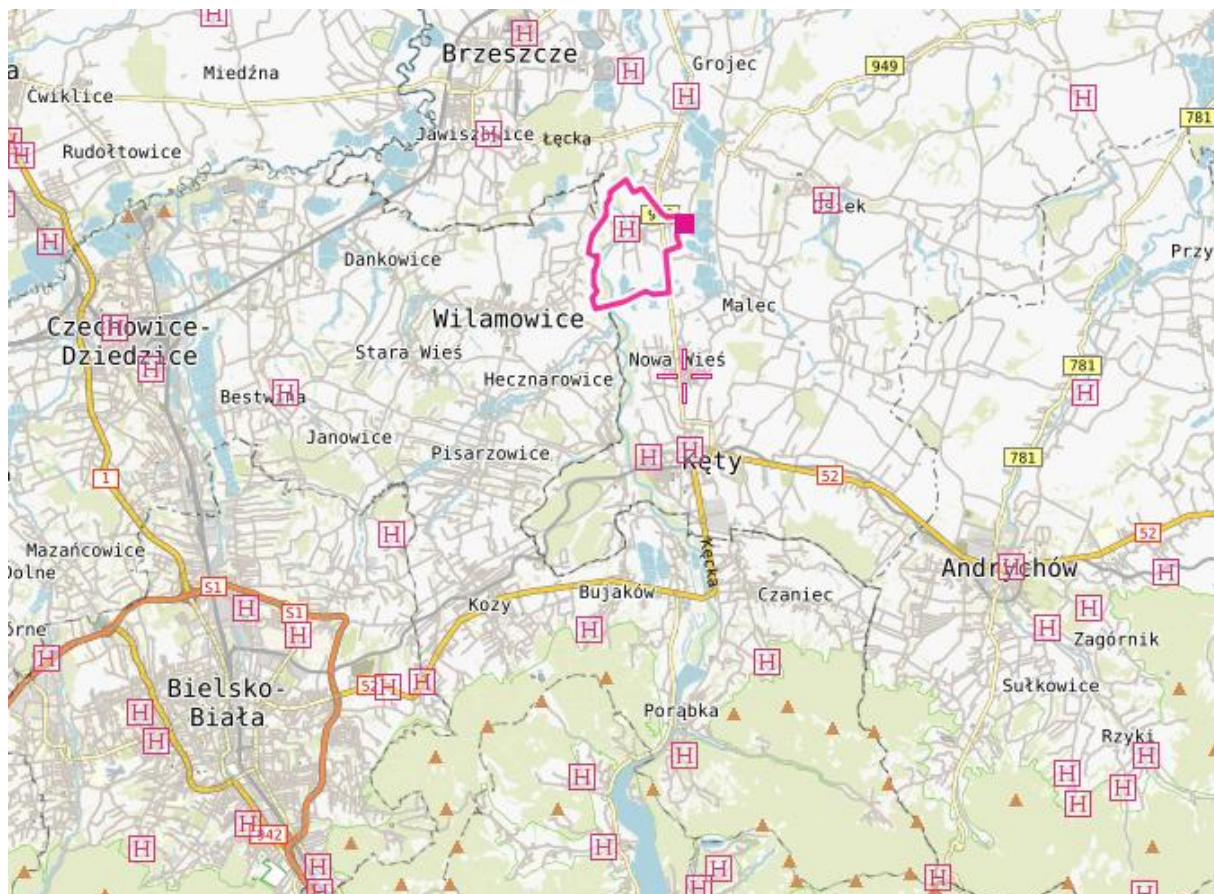 Brzeszcze
Grojec
949
Miedźna
a
Ćwiklice
781
Jawiszowice
Łęcka
Rudołtowice
Dankowice
Przy
Malec
Wilamowice
Czechowice-
Dziedzice
Stara Wieś
Nowa Wieś
781
Hecznarowice
Bestwina
Janowice
Pisarzowice
Kęty
781
52
1
52
Mazańcowice
Dolne
Kęcka
Andrychów
S1
S1
Kozy
Bujaków
Czaniec
órne
Zagórnik
Bielsko-
Biała
52
Sułkowice
Porąbka
Rzyki
942
H